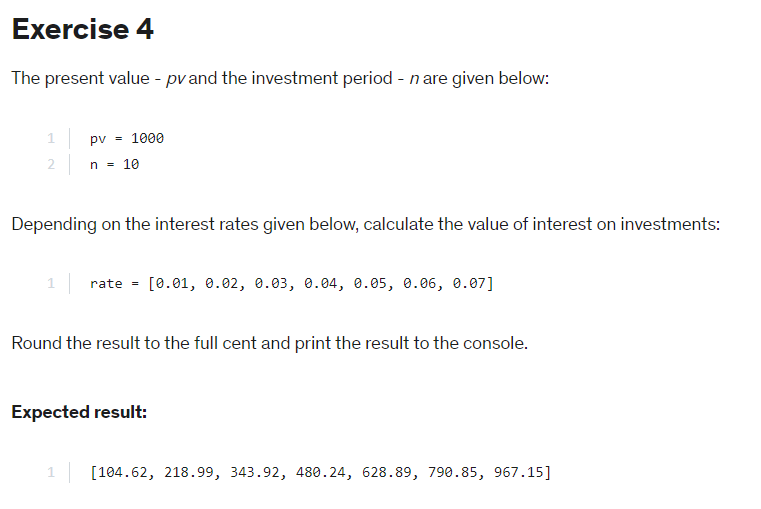 Exercise 4
The present value - pv and the investment period - n are given below:
1 pv = 1000
2 n = 10
Depending on the interest rates given below, calculate the value of interest on investments:
1 rate = [0.01, 0.02, 0.03, 0.04, 0.05, 0.06, 0.07]
Round the result to the full cent and print the result to the console.
Expected result:
1 [104.62, 218.99, 343.92, 480.24, 628.89, 790.85, 967.15]